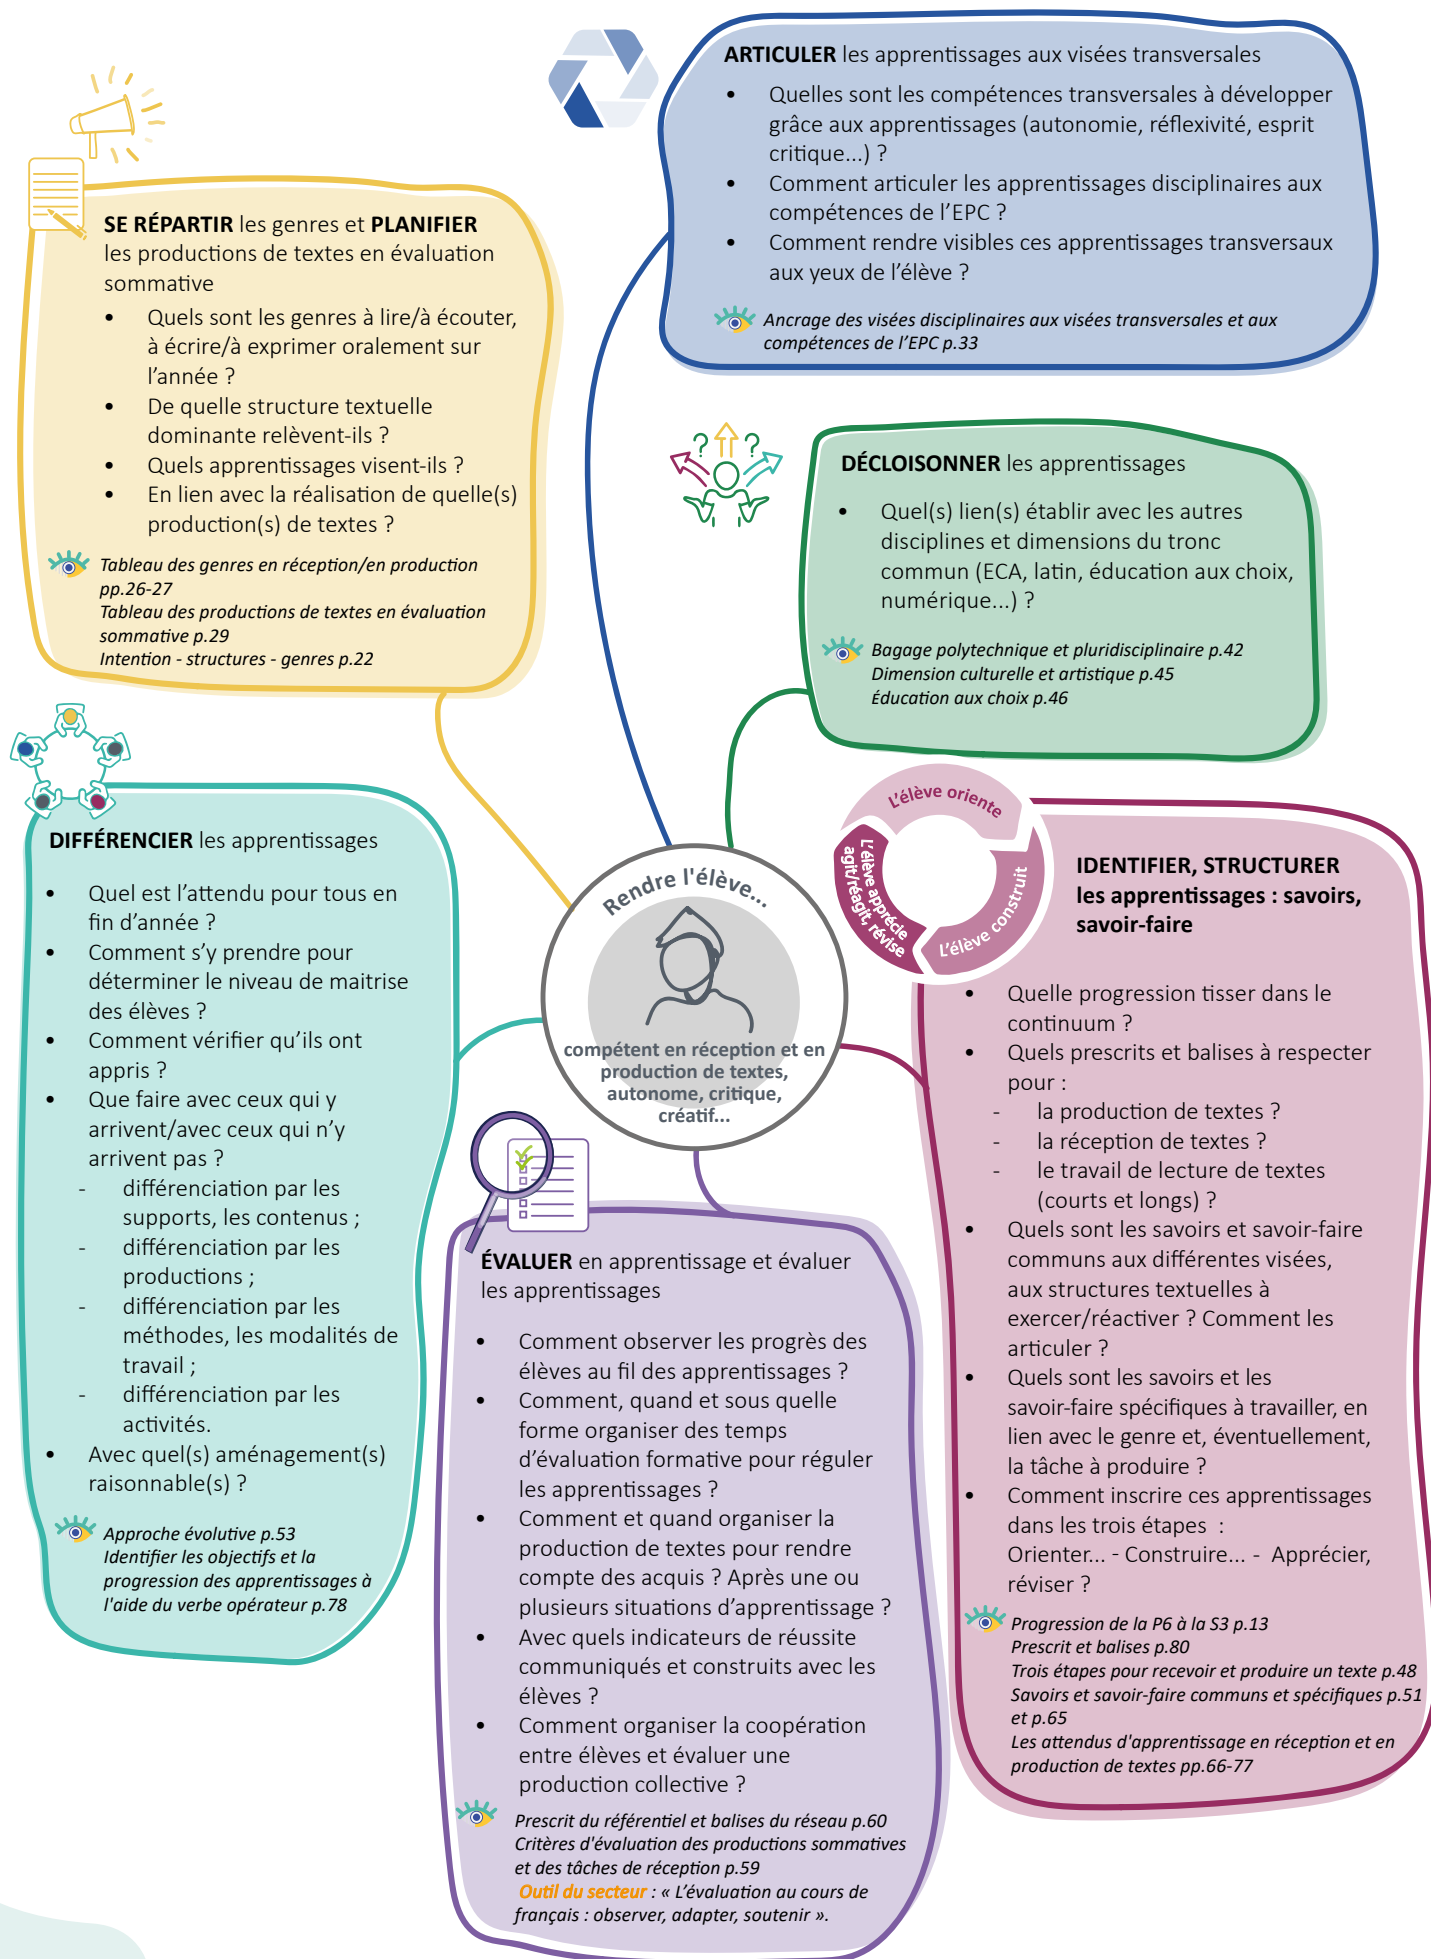 ARTICULER les apprentissages aux visées transversales
• Quelles sont les compétences transversales à développer
grâce aux apprentissages (autonomie, réflexivité, esprit
critique...) ?
• Comment articuler les apprentissages disciplinaires aux
compétences de l’EPC ?
• Comment rendre visibles ces apprentissages transversaux
aux yeux de l’élève ?
Ancrage des visées disciplinaires aux visées transversales et aux
compétences de l’EPC p.33
SE RÉPARTIR les genres et PLANIFIER
les productions de textes en évaluation
sommative
• Quels sont les genres à lire/à écouter,
à écrire/à exprimer oralement sur
l’année ?
• De quelle structure textuelle
dominante relèvent-ils ?
• Quels apprentissages visent-ils ?
• En lien avec la réalisation de quelle(s)
production(s) de textes ?
Tableau des genres en réception/en production
pp.26-27
Tableau des productions de textes en évaluation
sommative p.29
Intention - structures - genres p.22
DÉCLOISONNER les apprentissages
• Quel(s) lien(s) établir avec les autres
disciplines et dimensions du tronc
commun (ECA, latin, éducation aux choix,
numérique...) ?
Bagage polytechnique et pluridisciplinaire p.42
Dimension culturelle et artistique p.45
Éducation aux choix p.46
DIFFÉRENCIER les apprentissages
• Quel est l’attendu pour tous en
fin d’année ?
• Comment s’y prendre pour
déterminer le niveau de maitrise
des élèves ?
• Comment vérifier qu’ils ont
appris ?
• Que faire avec ceux qui y
arrivent/avec ceux qui n’y
arrivent pas ?
- différenciation par les
supports, les contenus ;
- différenciation par les
productions ;
- différenciation par les
méthodes, les modalités de
travail ;
- différenciation par les
activités.
• Avec quel(s) aménagement(s)
raisonnable(s) ?
Approche évolutive p.53
Identifier les objectifs et la
progression des apprentissages à
l'aide du verbe opérateur p.78
Rendre l'élève...
compétent en réception et en
production de textes,
autonome, critique,
créatif...
L’élève oriente
L’élève construit
L’élève apprécie
agit/réagit, révise
IDENTIFIER, STRUCTURER
les apprentissages : savoirs,
savoir-faire
• Quelle progression tisser dans le
continuum ?
• Quels prescrits et balises à respecter
pour :
- la production de textes ?
- la réception de textes ?
- le travail de lecture de textes
(courts et longs) ?
• Quels sont les savoirs et savoir-faire
communs aux différentes visées,
aux structures textuelles à
exercer/réactiver ? Comment les
articuler ?
• Quels sont les savoirs et les
savoir-faire spécifiques à travailler, en
lien avec le genre et, éventuellement,
la tâche à produire ?
• Comment inscrire ces apprentissages
dans les trois étapes :
Orienter... - Construire... - Apprécier,
réviser ?
Progression de la P6 à la S3 p.13
Prescrit et balises p.80
Trois étapes pour recevoir et produire un texte p.48
Savoirs et savoir-faire communs et spécifiques p.51
et p.65
Les attendus d'apprentissage en réception et en
production de textes pp.66-77
ÉVALUER en apprentissage et évaluer
les apprentissages
• Comment observer les progrès des
élèves au fil des apprentissages ?
• Comment, quand et sous quelle
forme organiser des temps
d’évaluation formative pour réguler
les apprentissages ?
• Comment et quand organiser la
production de textes pour rendre
compte des acquis ? Après une ou
plusieurs situations d’apprentissage ?
• Avec quels indicateurs de réussite
communiqués et construits avec les
élèves ?
• Comment organiser la coopération
entre élèves et évaluer une
production collective ?
Prescrit du référentiel et balises du réseau p.60
Critères d'évaluation des productions sommatives
et des tâches de réception p.59
Outil du secteur : « L’évaluation au cours de
français : observer, adapter, soutenir ».